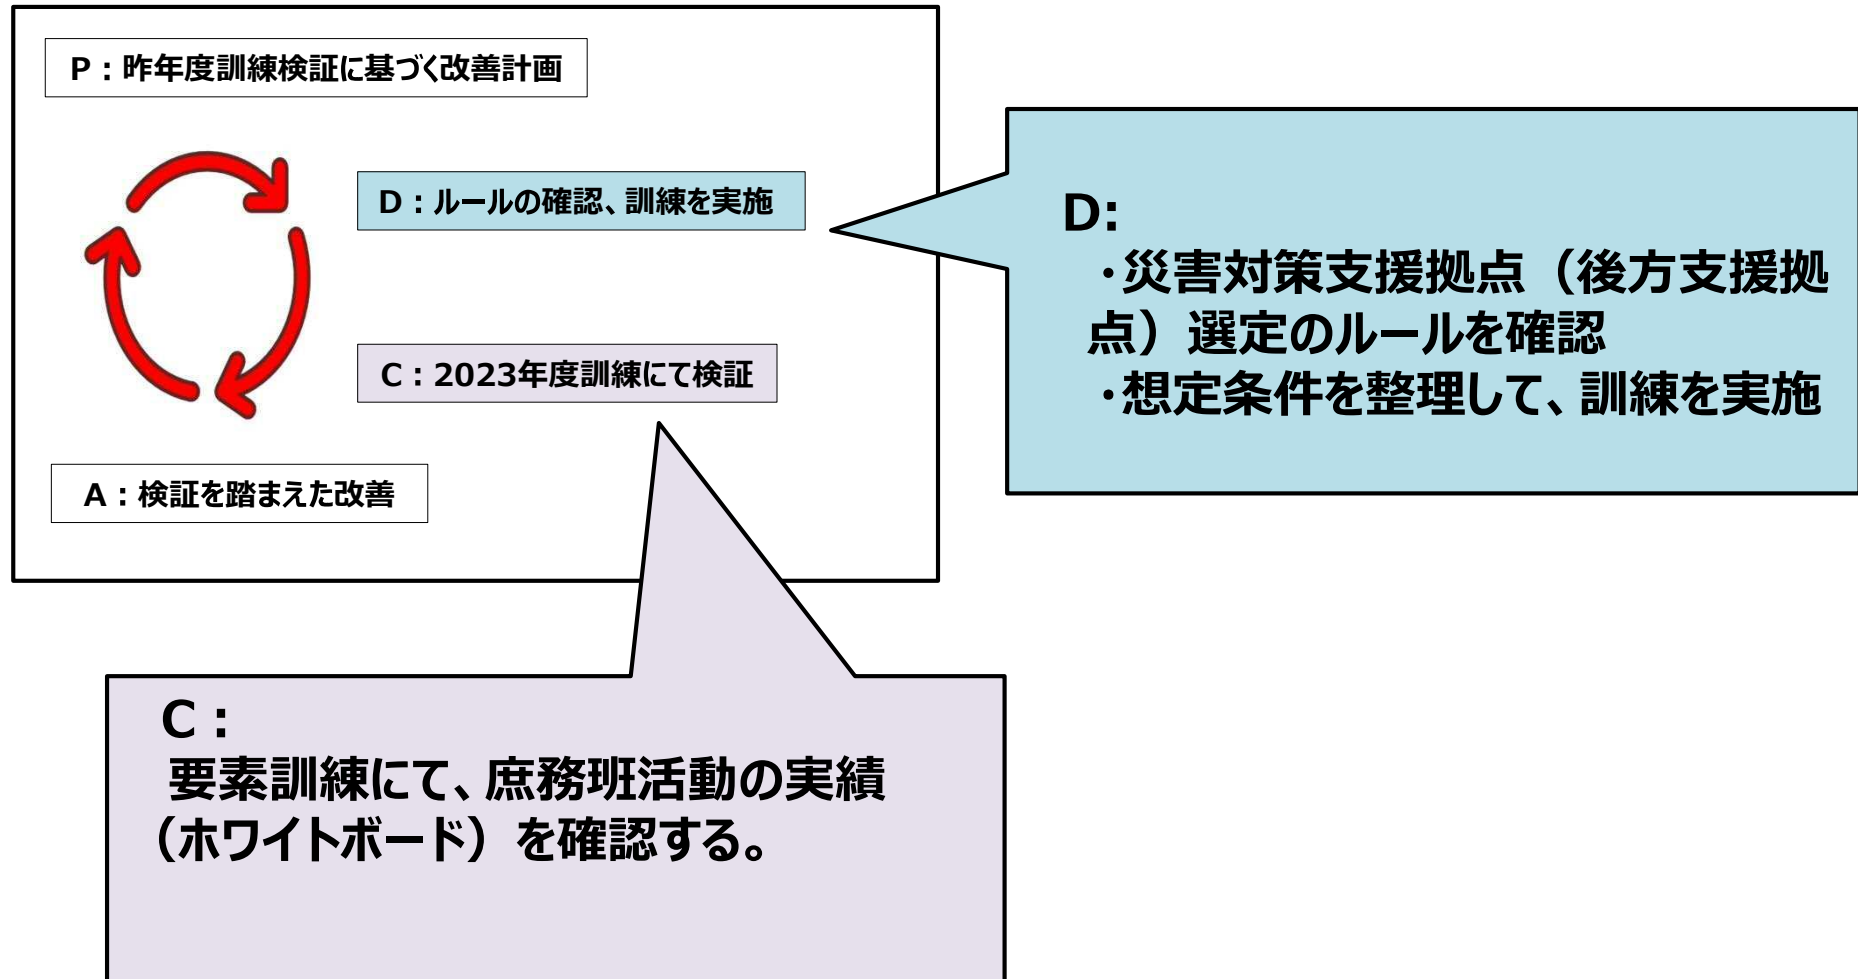 P：昨年度訓練検証に基づく改善計画
D：ルールの確認、訓練を実施
C：2023年度訓練にて検証
A：検証を踏まえた改善
D:
・災害対策支援拠点（後方支援拠
点）選定のルールを確認
・想定条件を整理して、訓練を実施
C：
要素訓練にて、庶務班活動の実績
（ホワイトボード）を確認する。